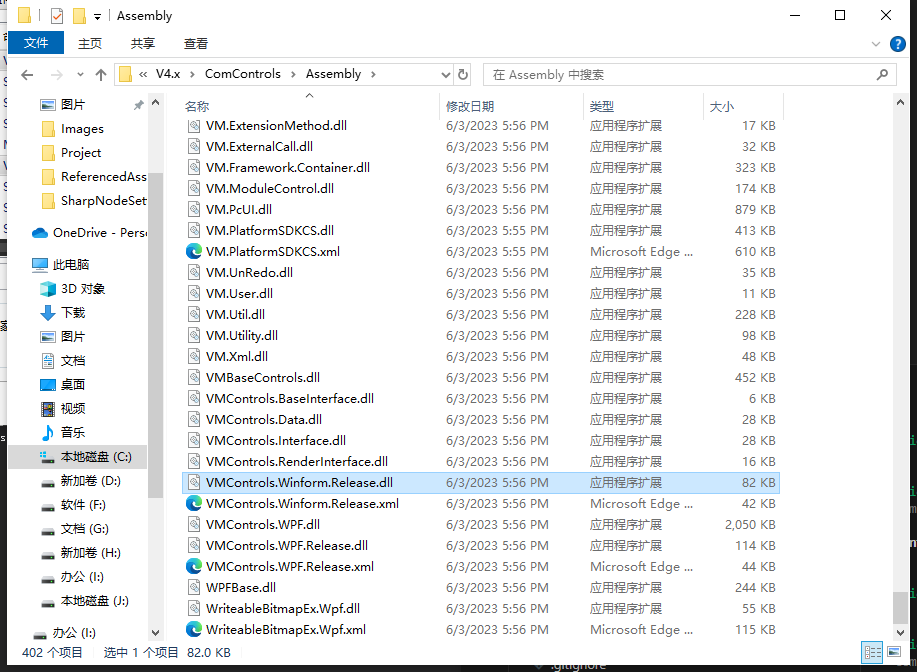 Assembly
文件 主页 共享 查看
« V4.x › ComControls › Assembly › 在 Assembly 中搜索
名称 修改日期 类型 大小
图片
Images
Project
ReferencedAss
SharpNodeSet
OneDrive - Perso
此电脑
3D 对象
下载
图片
文档
桌面
视频
音乐
本地磁盘 (C:)
新加卷 (D:)
软件 (F:)
文档 (G:)
新加卷 (H:)
办公 (I:)
本地磁盘 (J:)
办公 (I:)
VM.ExtensionMethod.dll 6/3/2023 5:56 PM 应用程序扩展 17 KB
VM.ExternalCall.dll 6/3/2023 5:56 PM 应用程序扩展 32 KB
VM.Framework.Container.dll 6/3/2023 5:56 PM 应用程序扩展 323 KB
VM.ModuleControl.dll 6/3/2023 5:56 PM 应用程序扩展 174 KB
VM.PcUI.dll 6/3/2023 5:56 PM 应用程序扩展 879 KB
VM.PlatformSDKCS.dll 6/3/2023 5:55 PM 应用程序扩展 413 KB
VM.PlatformSDKCS.xml 6/3/2023 5:55 PM Microsoft Edge ... 610 KB
VM.UnRedo.dll 6/3/2023 5:56 PM 应用程序扩展 35 KB
VM.User.dll 6/3/2023 5:56 PM 应用程序扩展 11 KB
VM.Util.dll 6/3/2023 5:56 PM 应用程序扩展 228 KB
VM.Utility.dll 6/3/2023 5:56 PM 应用程序扩展 98 KB
VM.Xml.dll 6/3/2023 5:56 PM 应用程序扩展 48 KB
VMBaseControls.dll 6/3/2023 5:56 PM 应用程序扩展 452 KB
VMControls.BaseInterface.dll 6/3/2023 5:56 PM 应用程序扩展 6 KB
VMControls.Data.dll 6/3/2023 5:56 PM 应用程序扩展 28 KB
VMControls.Interface.dll 6/3/2023 5:56 PM 应用程序扩展 28 KB
VMControls.RenderInterface.dll 6/3/2023 5:56 PM 应用程序扩展 16 KB
VMControls.Winform.Release.dll 6/3/2023 5:56 PM 应用程序扩展 82 KB
VMControls.Winform.Release.xml 6/3/2023 5:56 PM Microsoft Edge ... 42 KB
VMControls.WPF.dll 6/3/2023 5:56 PM 应用程序扩展 2,050 KB
VMControls.WPF.Release.dll 6/3/2023 5:56 PM 应用程序扩展 114 KB
VMControls.WPF.Release.xml 6/3/2023 5:56 PM Microsoft Edge ... 44 KB
WPFBase.dll 6/3/2023 5:56 PM 应用程序扩展 244 KB
WriteableBitmapEx.Wpf.dll 6/3/2023 5:56 PM 应用程序扩展 55 KB
WriteableBitmapEx.Wpf.xml 6/3/2023 5:56 PM Microsoft Edge ... 115 KB
402 个项目 选中 1 个项目 82.0 KB
.gitignore